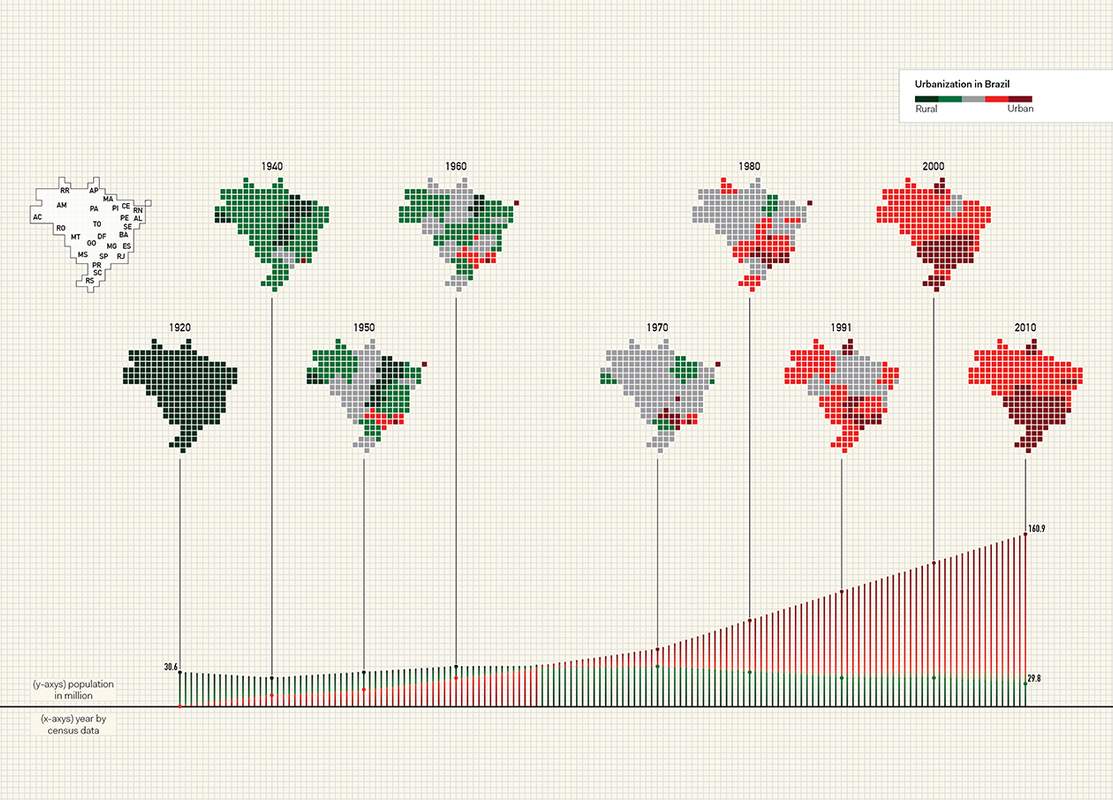 Urbanization in Brazil
Rural
Urban
1940
1960
1980
2000
RR
AP
AM
PA
MA
PI
CE
RN
AC
PE
AL
TO
SE
RO
MT
DF
BA
GO
MG
ES
MS
SP
RJ
PR
SC
RS
1920
1950
1970
1991
2010
160.9
30.6
29.8
(y-axys) population
in million
(x-axys) year by
census data